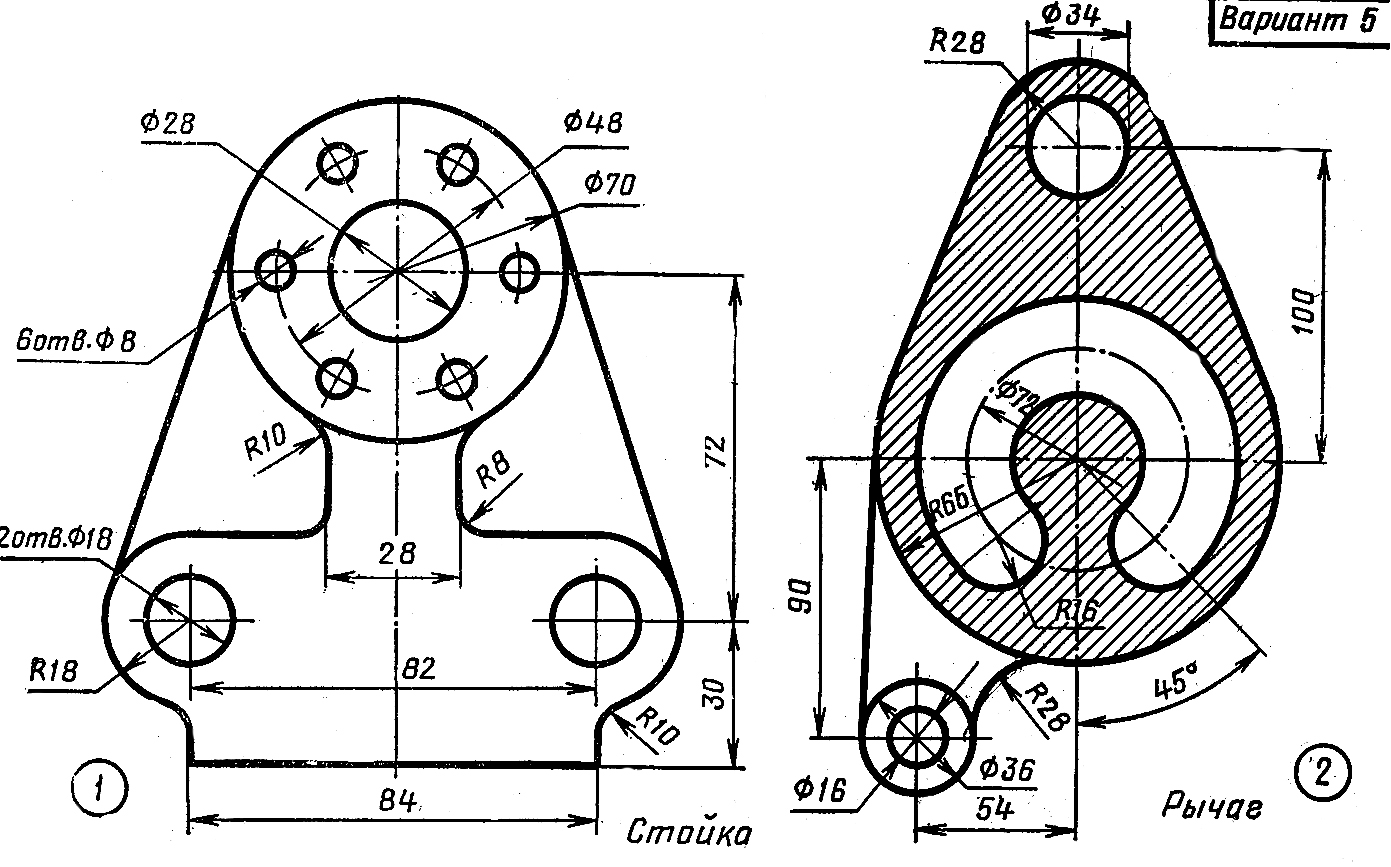 Вариант 5
Ф28
Ф48
Ф70
6отв.Ф8
R10
R8
72
2отв.Ф18
28
R18
82
30
R10
84
1
Стойка
Ф34
R28
100
Ф72
R66
R16
90
45°
R28
Ф16
Ф36
54
2
Рычаг